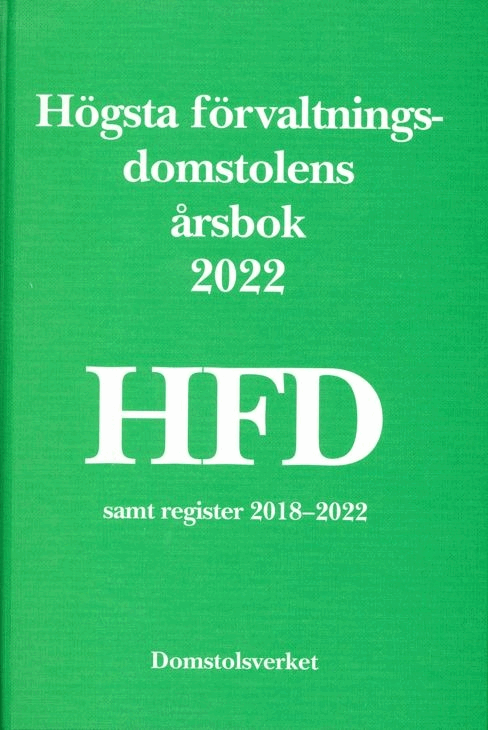 Högsta förvaltnings-
domstolens
årsbok
2022
HFD
samt register 2018–2022
Domstolsverket